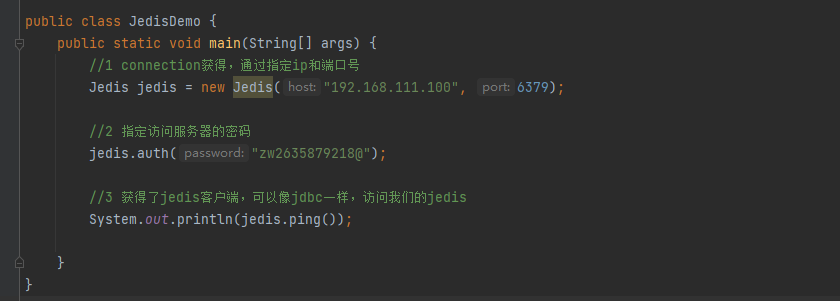 public class JedisDemo {
public static void main(String[] args) {
//1 connection获得，通过指定ip和端口号
Jedis jedis = new Jedis( host: "192.168.111.100", port: 6379);
//2 指定访问服务器的密码
jedis.auth( password: "zw2635879218@");
//3 获得了jedis客户端，可以像jdbc一样，访问我们的jedis
System.out.println(jedis.ping());
}
}